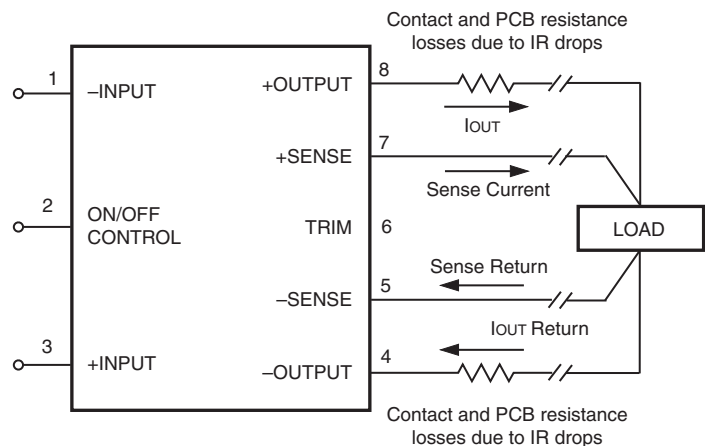 Contact and PCB resistance
losses due to IR drops
1
–INPUT
+OUTPUT
8
IOUT
7
+SENSE
Sense Current
2
ON/OFF
CONTROL
TRIM
6
LOAD
Sense Return
5
–SENSE
IOUT Return
3
+INPUT
4
–OUTPUT
Contact and PCB resistance
losses due to IR drops